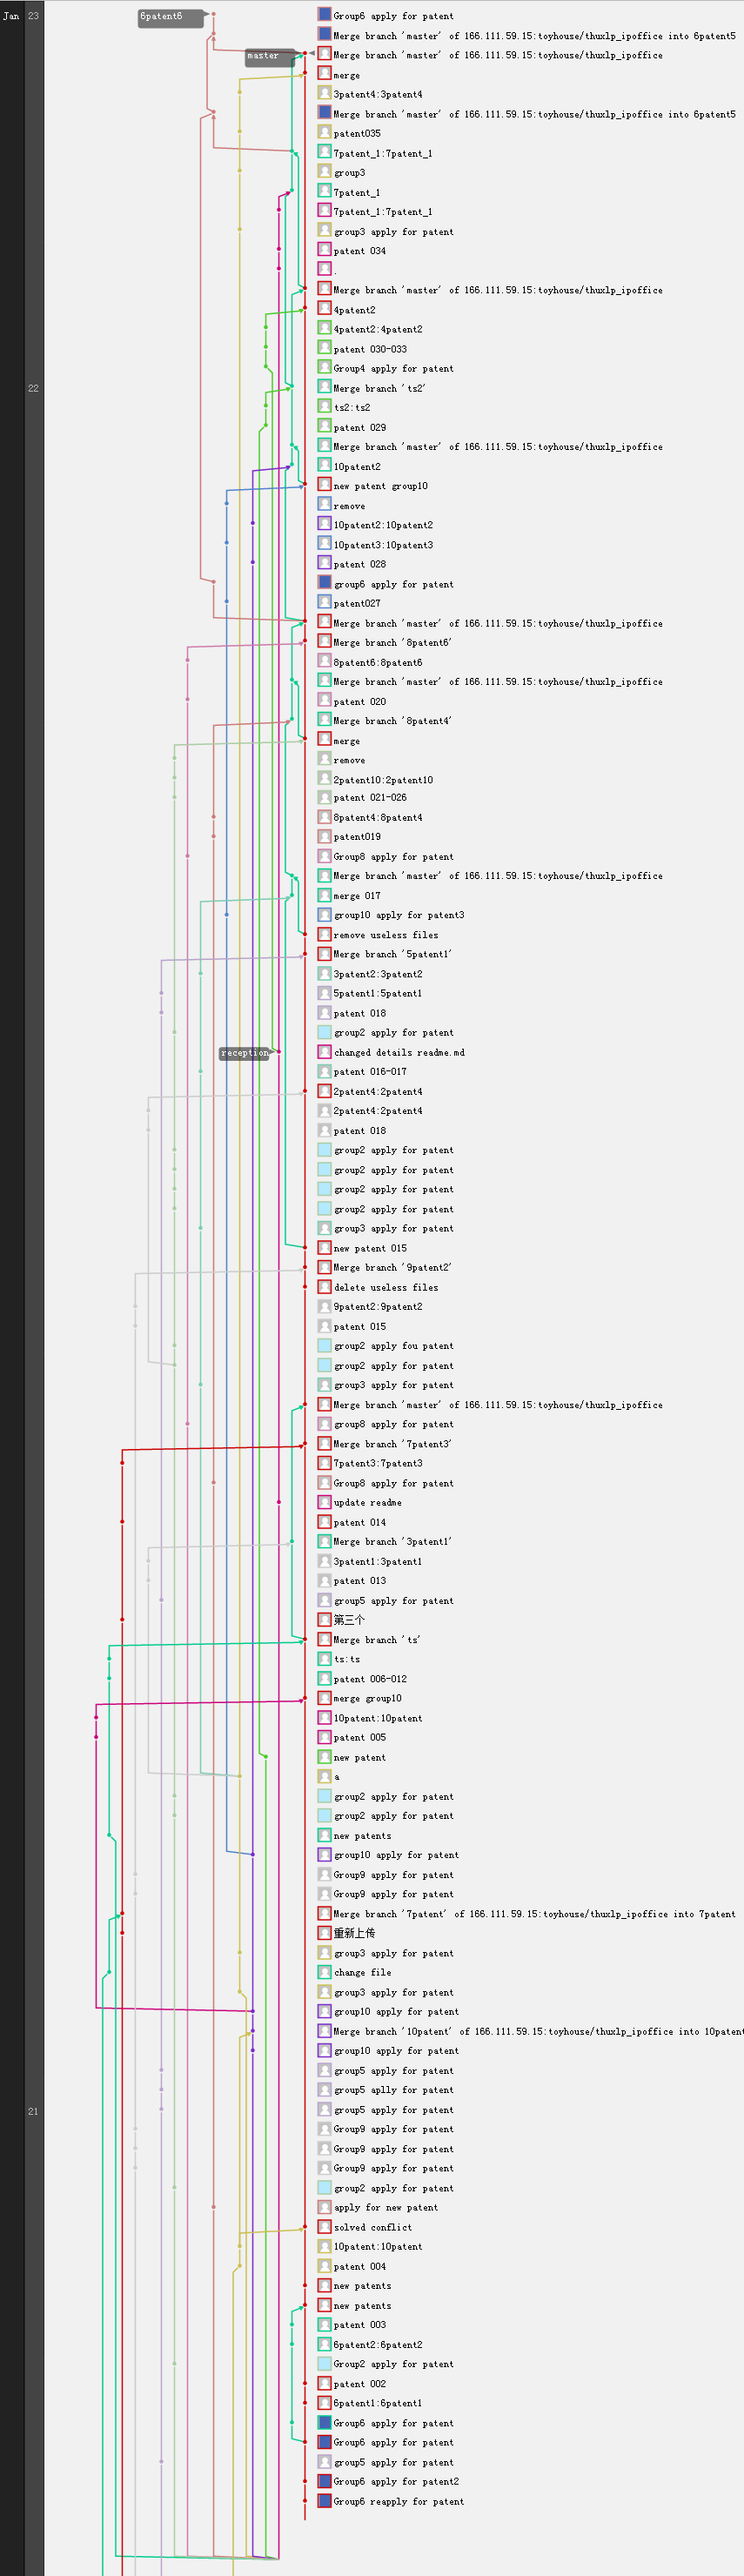 Jan 23 6patent6 Group6 apply for patent
Merge branch 'master' of 166.111.59.15:toyhouse/thuxlp_ipoffice into 6patent5
master Merge branch 'master' of 166.111.59.15:toyhouse/thuxlp_ipoffice
merge
3patent4:3patent4
Merge branch 'master' of 166.111.59.15:toyhouse/thuxlp_ipoffice into 6patent5
patent035
7patent_1:7patent_1
group3
7patent_1
7patent_1:7patent_1
group3 apply for patent
patent 034
.
Merge branch 'master' of 166.111.59.15:toyhouse/thuxlp_ipoffice
4patent2
4patent2:4patent2
patent 030-033
Group4 apply for patent
22 Merge branch 'ts2'
ts2:ts2
patent 029
Merge branch 'master' of 166.111.59.15:toyhouse/thuxlp_ipoffice
10patent2
new patent group10
remove
10patent2:10patent2
10patent3:10patent3
patent 028
group6 apply for patent
patent027
Merge branch 'master' of 166.111.59.15:toyhouse/thuxlp_ipoffice
Merge branch '8patent6'
8patent6:8patent6
Merge branch 'master' of 166.111.59.15:toyhouse/thuxlp_ipoffice
patent 020
Merge branch '8patent4'
merge
remove
2patent10:2patent10
patent 021-026
8patent4:8patent4
patent019
Group8 apply for patent
Merge branch 'master' of 166.111.59.15:toyhouse/thuxlp_ipoffice
merge 017
group10 apply for patent3
remove useless files
Merge branch '5patent1'
3patent2:3patent2
5patent1:5patent1
patent 018
group2 apply for patent
reception changed details readme.md
patent 016-017
2patent4:2patent4
2patent4:2patent4
patent 018
group2 apply for patent
group2 apply for patent
group2 apply for patent
group2 apply for patent
group3 apply for patent
new patent 015
Merge branch '9patent2'
delete useless files
9patent2:9patent2
patent 015
group2 apply fou patent
group2 apply for patent
group3 apply for patent
Merge branch 'master' of 166.111.59.15:toyhouse/thuxlp_ipoffice
group8 apply for patent
Merge branch '7patent3'
7patent3:7patent3
Group8 apply for patent
update readme
patent 014
Merge branch '3patent1'
3patent1:3patent1
patent 013
group5 apply for patent
第三个
Merge branch 'ts'
ts:ts
patent 006-012
merge group10
10patent:10patent
patent 005
new patent
a
group2 apply for patent
group2 apply for patent
new patents
group10 apply for patent
Group9 apply for patent
Group9 apply for patent
Merge branch '7patent' of 166.111.59.15:toyhouse/thuxlp_ipoffice into 7patent
重新上传
group3 apply for patent
change file
group3 apply for patent
group10 apply for patent
Merge branch '10patent' of 166.111.59.15:toyhouse/thuxlp_ipoffice into 10patent
group10 apply for patent
group5 apply for patent
group5 aplly for patent
21 group5 apply for patent
Group9 apply for patent
Group9 apply for patent
Group9 apply for patent
group2 apply for patent
apply for new patent
solved conflict
10patent:10patent
patent 004
new patents
new patents
patent 003
6patent2:6patent2
Group2 apply for patent
patent 002
6patent1:6patent1
Group6 apply for patent
Group6 apply for patent
group5 apply for patent
Group6 apply for patent2
Group6 reapply for patent